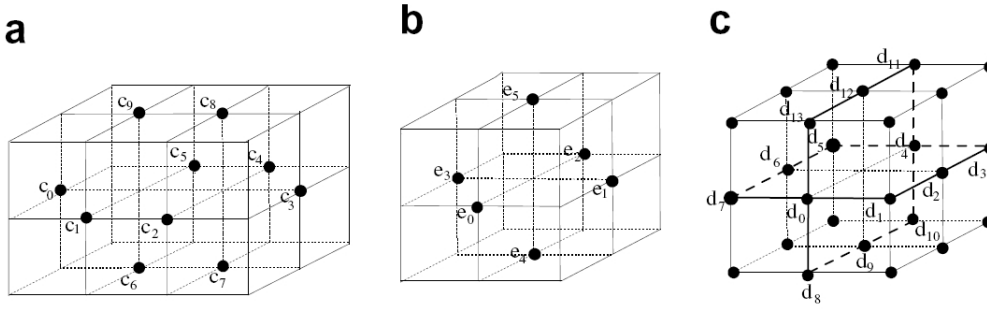 a
b
c
c₉ c₈
c₅ c₄
c₀ c₃
c₁ c₂
c₆ c₇
e₅
e₂
e₃ e₁
e₀
e₄
d₁₁
d₁₂
d₁₃
d₅ d₄
d₆ d₃
d₂
d₇ d₀ d₁
d₁₀
d₉
d₈